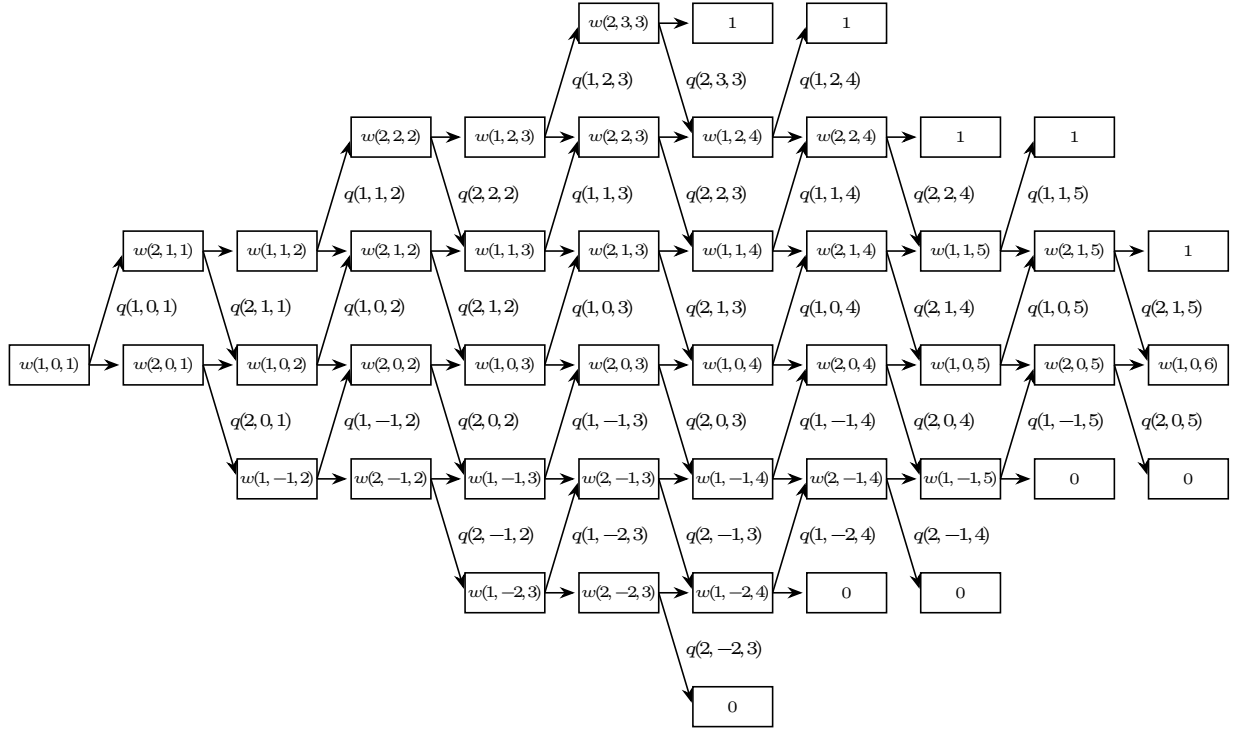 w(2,3,3) 1 1
q(1,2,3) q(2,3,3) q(1,2,4)
w(2,2,2) w(1,2,3) w(2,2,3) w(1,2,4) w(2,2,4) 1 1
q(1,1,2) q(2,2,2) q(1,1,3) q(2,2,3) q(1,1,4) q(2,2,4) q(1,1,5)
w(2,1,1) w(1,1,2) w(2,1,2) w(1,1,3) w(2,1,3) w(1,1,4) w(2,1,4) w(1,1,5) w(2,1,5) 1
q(1,0,1) q(2,1,1) q(1,0,2) q(2,1,2) q(1,0,3) q(2,1,3) q(1,0,4) q(2,1,4) q(1,0,5) q(2,1,5)
w(1,0,1) w(2,0,1) w(1,0,2) w(2,0,2) w(1,0,3) w(2,0,3) w(1,0,4) w(2,0,4) w(1,0,5) w(2,0,5) w(1,0,6)
q(2,0,1) q(1,−1,2) q(2,0,2) q(1,−1,3) q(2,0,3) q(1,−1,4) q(2,0,4) q(1,−1,5) q(2,0,5)
w(1,−1,2) w(2,−1,2) w(1,−1,3) w(2,−1,3) w(1,−1,4) w(2,−1,4) w(1,−1,5) 0 0
q(2,−1,2) q(1,−2,3) q(2,−1,3) q(1,−2,4) q(2,−1,4)
w(1,−2,3) w(2,−2,3) w(1,−2,4) 0 0
q(2,−2,3)
0